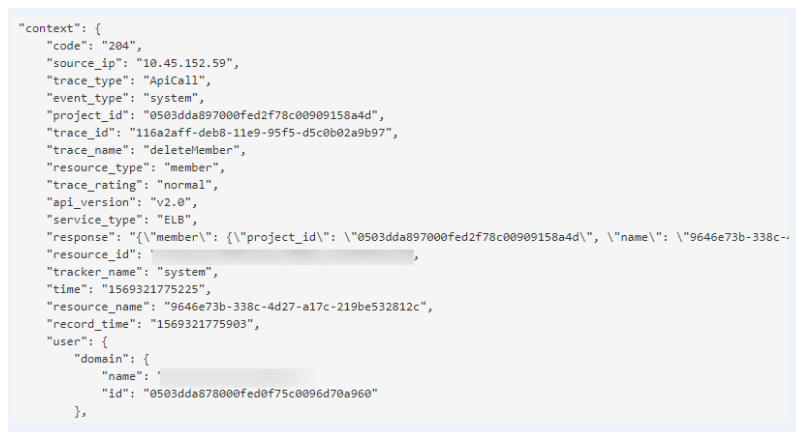 "context": {
"code": "204",
"source_ip": "10.45.152.59",
"trace_type": "ApiCall",
"event_type": "system",
"project_id": "0503dda897000fed2f78c00909158a4d",
"trace_id": "116a2aff-deb8-11e9-95f5-d5c0b02a9b97",
"trace_name": "deleteMember",
"resource_type": "member",
"trace_rating": "normal",
"api_version": "v2.0",
"service_type": "ELB",
"response": "{\"member\": {\"project_id\": \"0503dda897000fed2f78c00909158a4d\", \"name\": \"9646e73b-338c-4
"resource_id": ",
"tracker_name": "system",
"time": "1569321775225",
"resource_name": "9646e73b-338c-4d27-a17c-219be532812c",
"record_time": "1569321775903",
"user": {
"domain": {
"name":
"id": "0503dda878000fed0f75c0096d70a960"
},